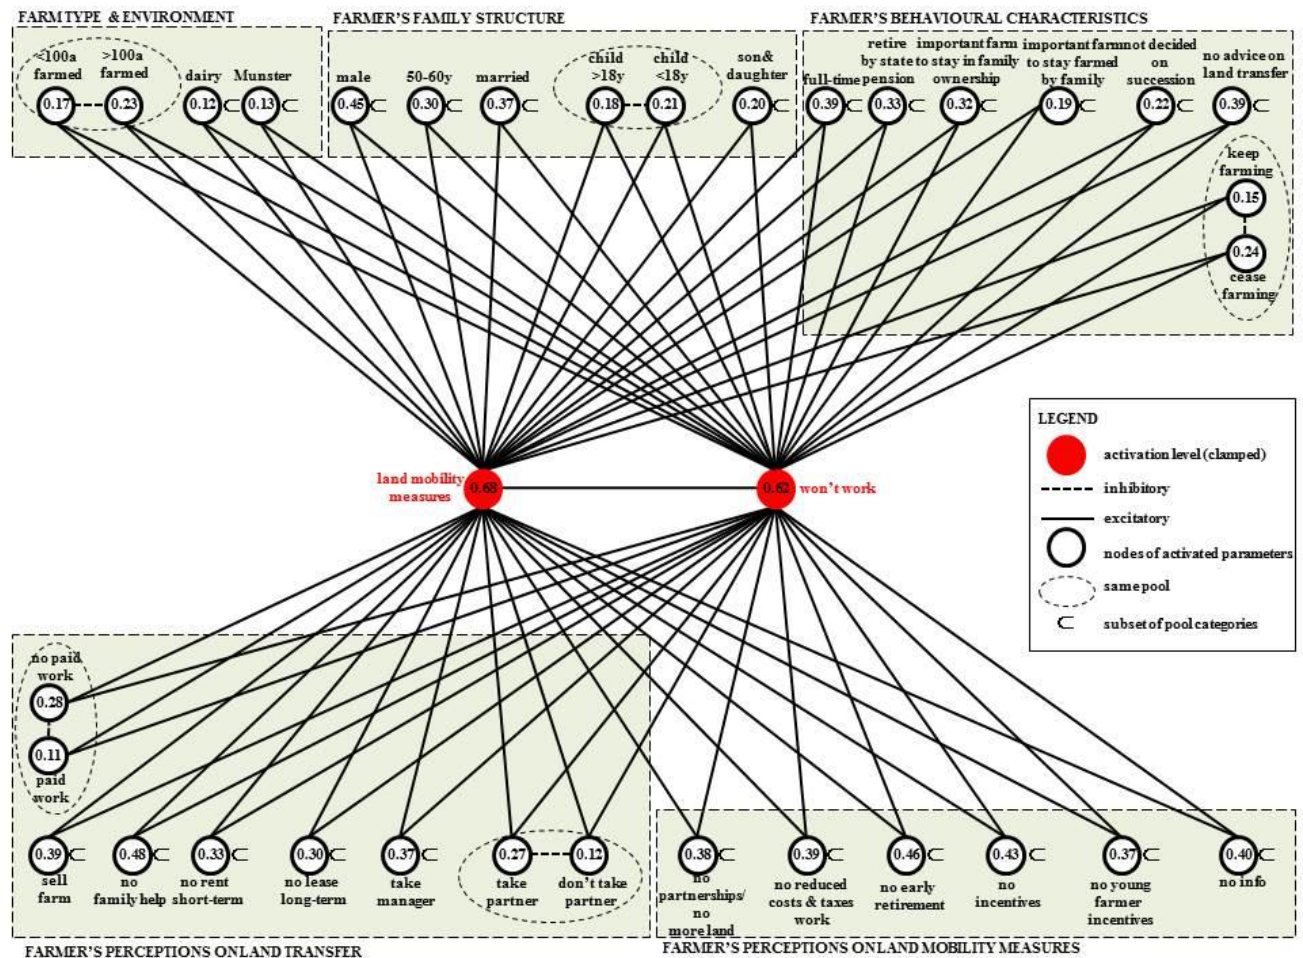 FARM TYPE & ENVIRONMENT
FARMER'S FAMILY STRUCTURE
FARMER'S BEHAVIOURAL CHARACTERISTICS
<100a
farmed
>100a
farmed
dairy
Munster
male
50-60y
married
child
>18y
child
<18y
son&
daughter
full-time
retire
by state
pension
important farm
to stay in family
ownership
important farm
to stay farmed
by family
not decided
on
succession
no advice on
land transfer
0.17
0.23
0.12
0.13
0.45
0.30
0.37
0.18
0.21
0.20
0.39
0.33
0.32
0.19
0.22
0.39
keep
farming
0.15
0.24
cease
farming
land mobility
measures
0.68
0.62
won't work
LEGEND
activation level (clamped)
inhibitory
excitatory
nodes of activated parameters
same pool
subset of pool categories
no paid
work
0.28
0.11
paid
work
0.39
0.48
0.33
0.30
0.37
0.27
0.12
0.38
0.39
0.46
0.43
0.37
0.40
sell
farm
no
family help
no rent
short-term
no lease
long-term
take
manager
take
partner
don't take
partner
no
partnerships/
no
more land
no reduced
costs & taxes
work
no early
retirement
no
incentives
no young
farmer
incentives
no info
FARMER'S PERCEPTIONS ON LAND TRANSFER
FARMER'S PERCEPTIONS ON LAND MOBILITY MEASURES